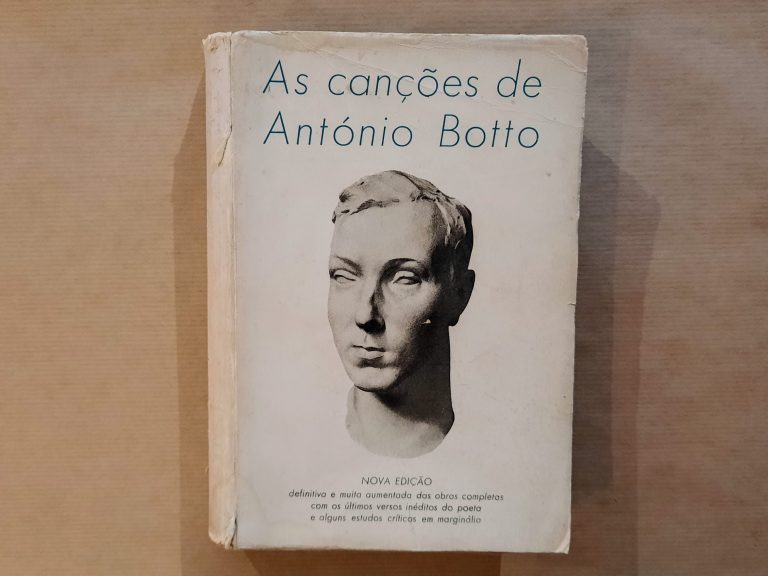 As canções de
António Botto
NOVA EDIÇÃO
definitiva e muito aumentada das obras completas
com os últimos versos inéditos do poeta
e alguns estudos críticos em marginália